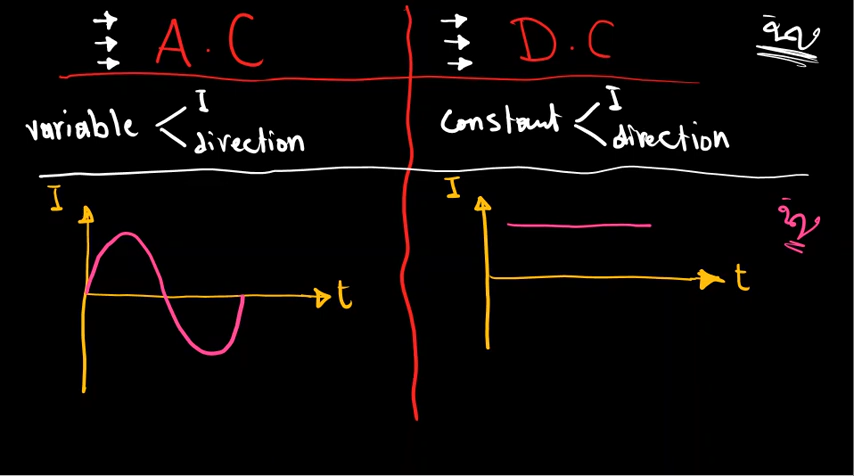 A.C
D.C
variable < I
direction
constant < I
direction
I
t
I
t